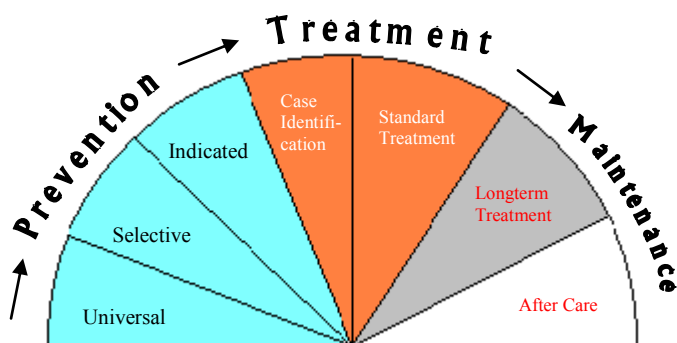 Prevention
Treatment
Maintenance
Universal
Selective
Indicated
Case
Identifi-
cation
Standard
Treatment
Longterm
Treatment
After Care